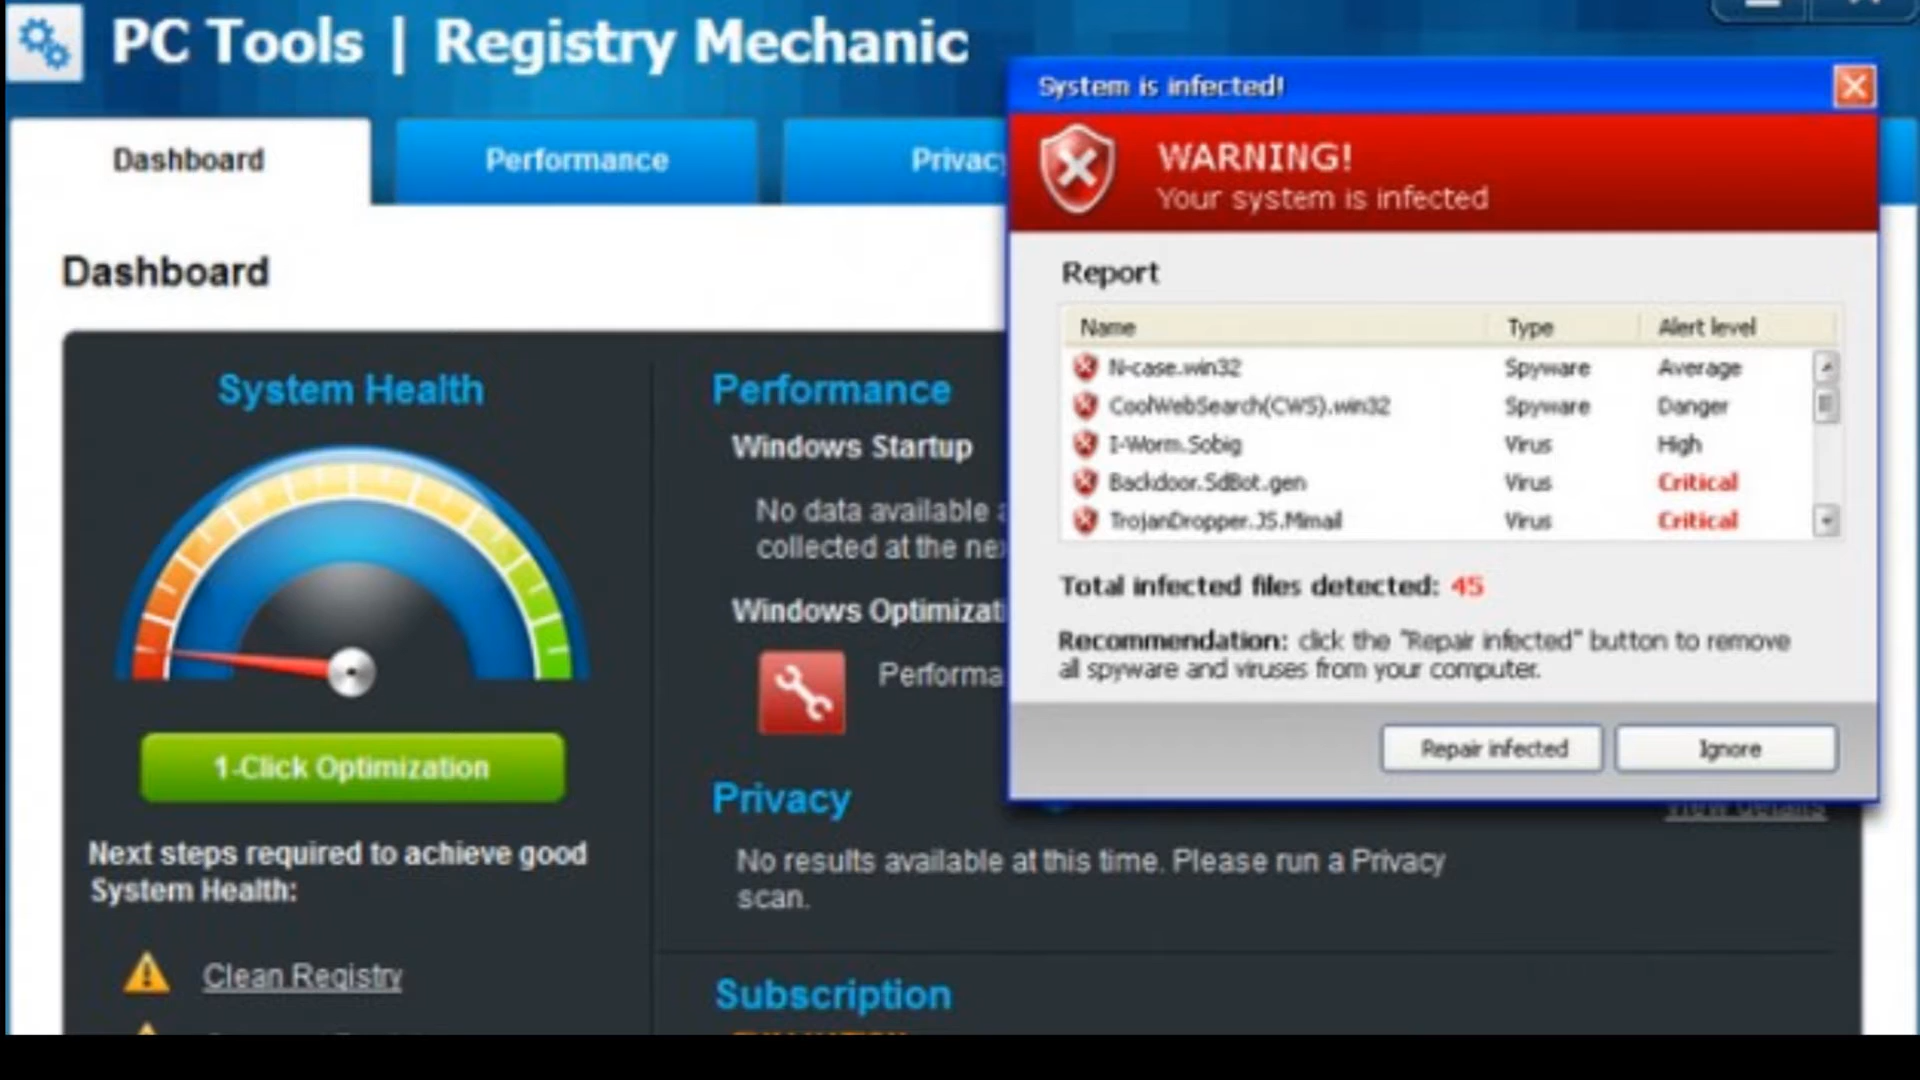 PC Tools | Registry Mechanic
Dashboard
Performance
Privacy
Dashboard
System Health
1-Click Optimization
Next steps required to achieve good
System Health:
Clean Registry
Performance
Windows Startup
No data available
collected at the
Windows
Privacy
No results available at this time. Please run a Privacy
scan.
Subscription
System is infected!
WARNING!
Your system is infected
Report
Name Type Alert level
N-case.win32 Spyware Average
CoolWebSearch(CWS).win32 Spyware Danger
I-Worm.Sobig Virus High
Backdoor.SdBot.gen Virus Critical
TrojanDropper.JS.Mmail Virus Critical
Total infected files detected: 45
Recommendation: click the "Repair infected" button to remove
all spyware and viruses from your computer.
Repair infected
Ignore
View details